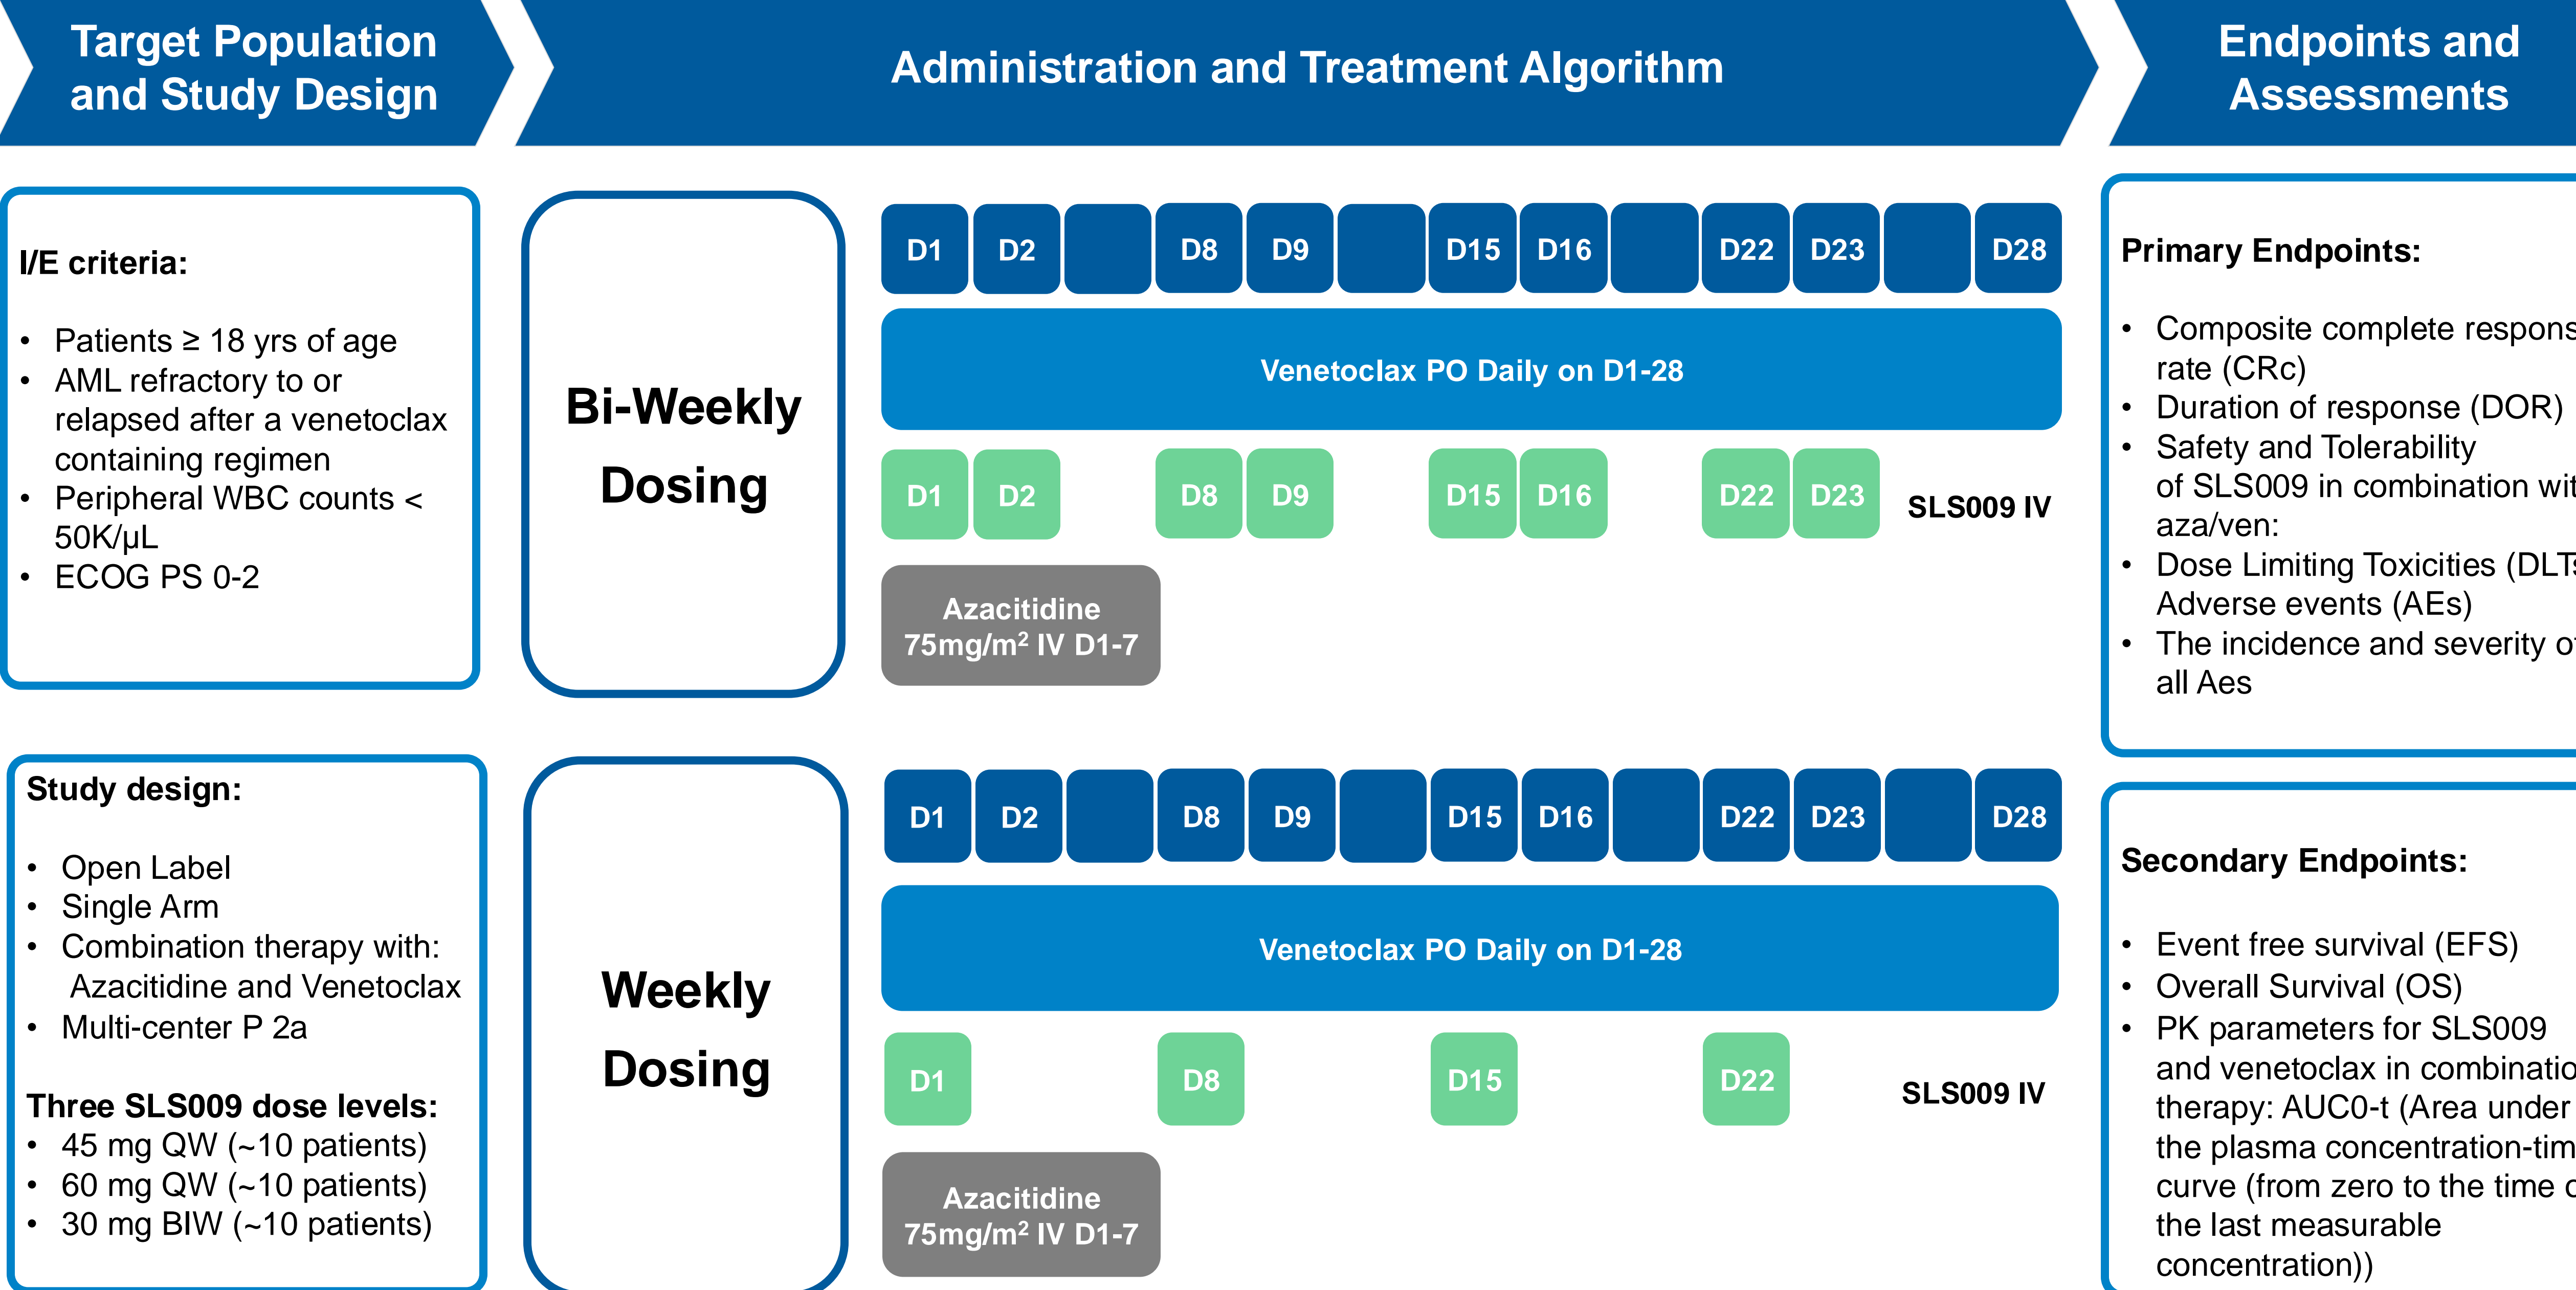 Target Population
and Study Design
Administration and Treatment Algorithm
Endpoints and
Assessments
I/E criteria:
• Patients ≥ 18 yrs of age
• AML refractory to or
relapsed after a venetoclax
containing regimen
• Peripheral WBC counts <
50K/µL
• ECOG PS 0-2
Study design:
• Open Label
• Single Arm
• Combination therapy with:
Azacitidine and Venetoclax
• Multi-center P 2a
Three SLS009 dose levels:
• 45 mg QW (~10 patients)
• 60 mg QW (~10 patients)
• 30 mg BIW (~10 patients)
Bi-Weekly
Dosing
D1 D2 D8 D9 D15 D16 D22 D23 D28
Venetoclax PO Daily on D1-28
D1 D2 D8 D9 D15 D16 D22 D23 SLS009 IV
Azacitidine
75mg/m² IV D1-7
Weekly
Dosing
D1 D2 D8 D9 D15 D16 D22 D23 D28
Venetoclax PO Daily on D1-28
D1 D8 D15 D22 SLS009 IV
Azacitidine
75mg/m² IV D1-7
Primary Endpoints:
• Composite complete respons
rate (CRc)
• Duration of response (DOR)
• Safety and Tolerability
of SLS009 in combination wit
aza/ven:
• Dose Limiting Toxicities (DLTs
Adverse events (AEs)
• The incidence and severity of
all Aes
Secondary Endpoints:
• Event free survival (EFS)
• Overall Survival (OS)
• PK parameters for SLS009
and venetoclax in combinatio
therapy: AUC0-t (Area under
the plasma concentration-tim
curve (from zero to the time o
the last measurable
concentration))